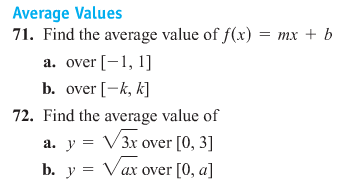 Average Values
71. Find the average value of f(x) = mx + b
a. over [−1, 1]
b. over [−k, k]
72. Find the average value of
a. y = √3x over [0, 3]
b. y = √ax over [0, a]